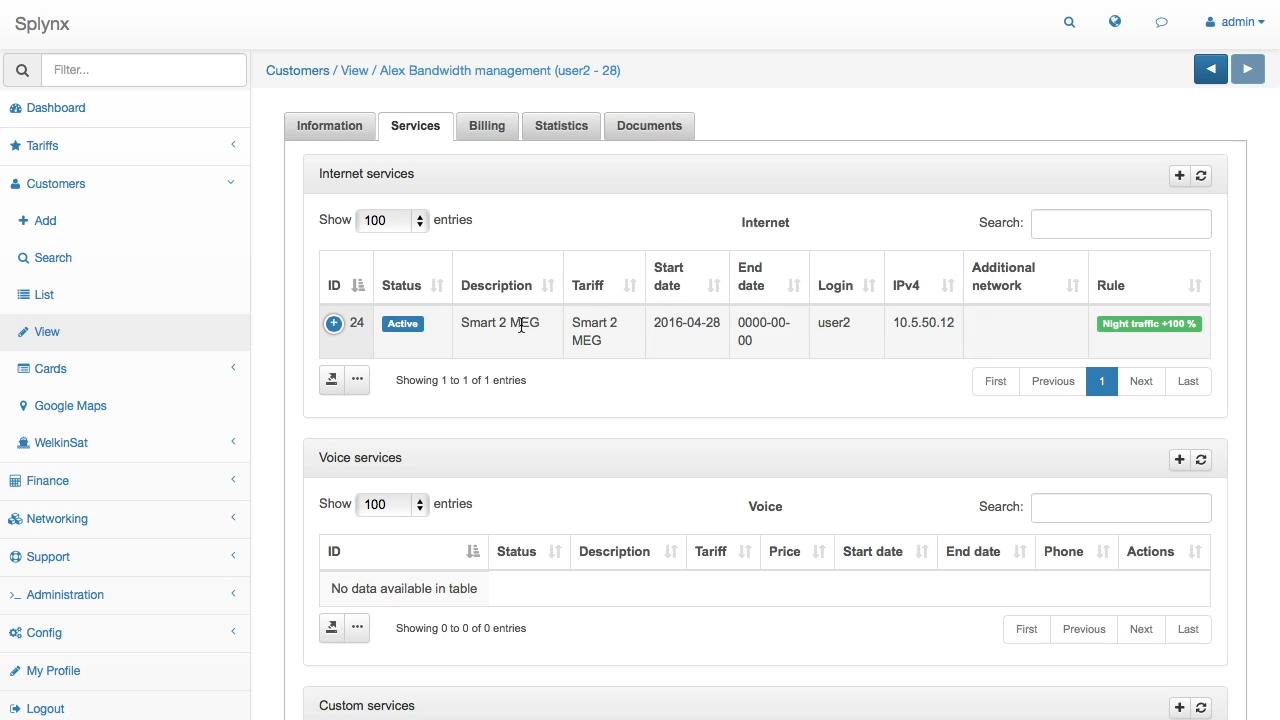 Splynx
admin
Filter...
Customers / View / Alex Bandwidth management (user2 - 28)
Dashboard
Tariffs
Customers
Add
Search
List
View
Cards
Google Maps
WelkinSat
Finance
Networking
Support
Administration
Config
My Profile
Logout
Information Services Billing Statistics Documents
Internet services
Show 100 entries Internet Search:
ID Status Description Tariff Start date End date Login IPv4 Additional network Rule
24 Active Smart 2 MEG Smart 2 MEG 2016-04-28 0000-00-00 user2 10.5.50.12 Night traffic +100 %
Showing 1 to 1 of 1 entries First Previous 1 Next Last
Voice services
Show 100 entries Voice Search:
ID Status Description Tariff Price Start date End date Phone Actions
No data available in table
Showing 0 to 0 of 0 entries First Previous Next Last
Custom services